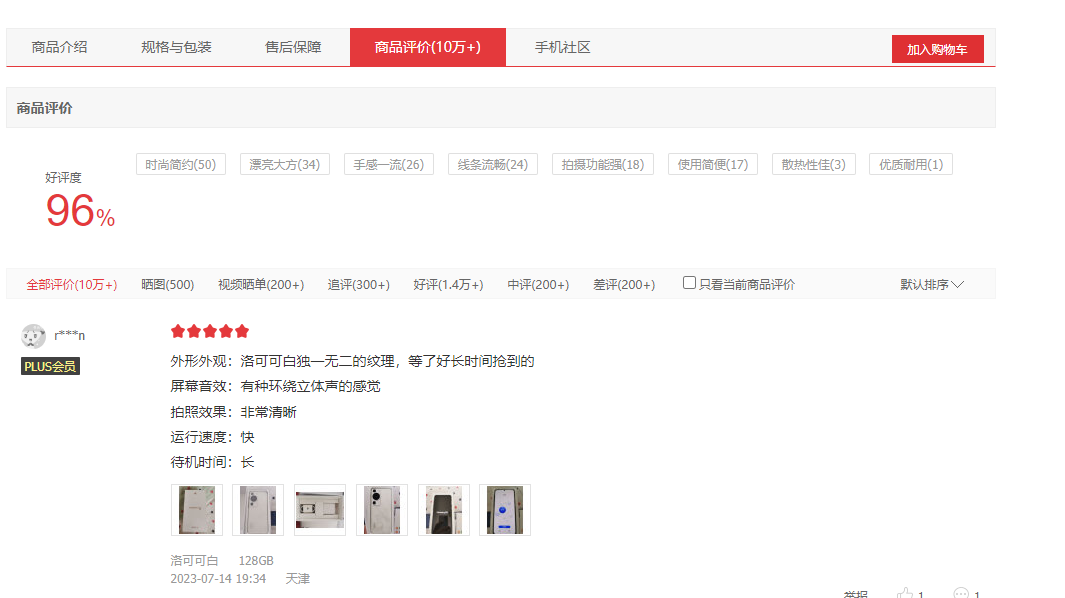 商品介绍 规格与包装 售后保障 商品评价(10万+) 手机社区 加入购物车
商品评价
时尚简约(50) 漂亮大方(34) 手感一流(26) 线条流畅(24) 拍摄功能强(18) 使用简便(17) 散热性佳(3) 优质耐用(1)
好评度
96%
全部评价(10万+) 晒图(500) 视频晒单(200+) 追评(300+) 好评(1.4万+) 中评(200+) 差评(200+) 只看当前商品评价 默认排序
r***n
PLUS会员
外形外观：洛可可白独一无二的纹理，等了好长时间抢到的
屏幕音效：有种环绕立体声的感觉
拍照效果：非常清晰
运行速度：快
待机时间：长
洛可可白 128GB
2023-07-14 19:34 天津
举报 1 1